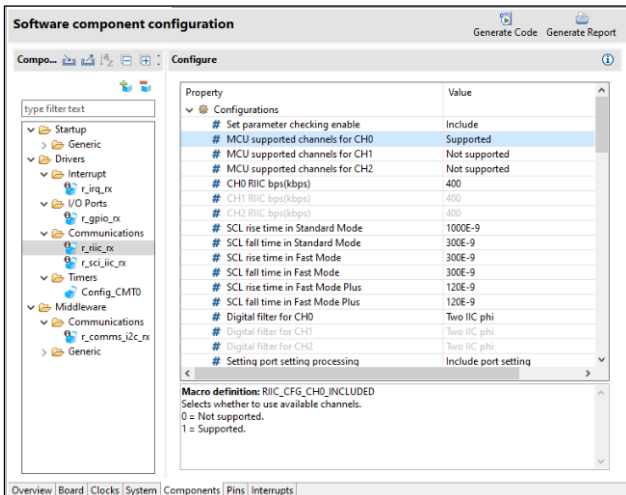 Software component configuration
Generate Code Generate Report
Compo... Configure
type filter text
Startup
Generic
Drivers
Interrupt
r_irq_rx
I/O Ports
r_gpio_rx
Communications
r_riic_rx
r_sci_iic_rx
Timers
Config_CMT0
Middleware
Communications
r_comms_i2c_rx
Generic
Property Value
Configurations
# Set parameter checking enable Include
# MCU supported channels for CH0 Supported
# MCU supported channels for CH1 Not supported
# MCU supported channels for CH2 Not supported
# CH0 RIIC bps(kbps) 400
# CH1 RIIC bps(kbps) 400
# CH2 RIIC bps(kbps) 400
# SCL rise time in Standard Mode 1000E-9
# SCL fall time in Standard Mode 300E-9
# SCL rise time in Fast Mode 300E-9
# SCL fall time in Fast Mode 300E-9
# SCL rise time in Fast Mode Plus 120E-9
# SCL fall time in Fast Mode Plus 120E-9
# Digital filter for CH0 Two IIC phi
# Digital filter for CH1 Two IIC phi
# Digital filter for CH2 Two IIC phi
# Setting port setting processing Include port setting
Macro definition: RIIC_CFG_CH0_INCLUDED
Selects whether to use available channels.
0 = Not supported.
1 = Supported.
Overview Board Clocks System Components Pins Interrupts